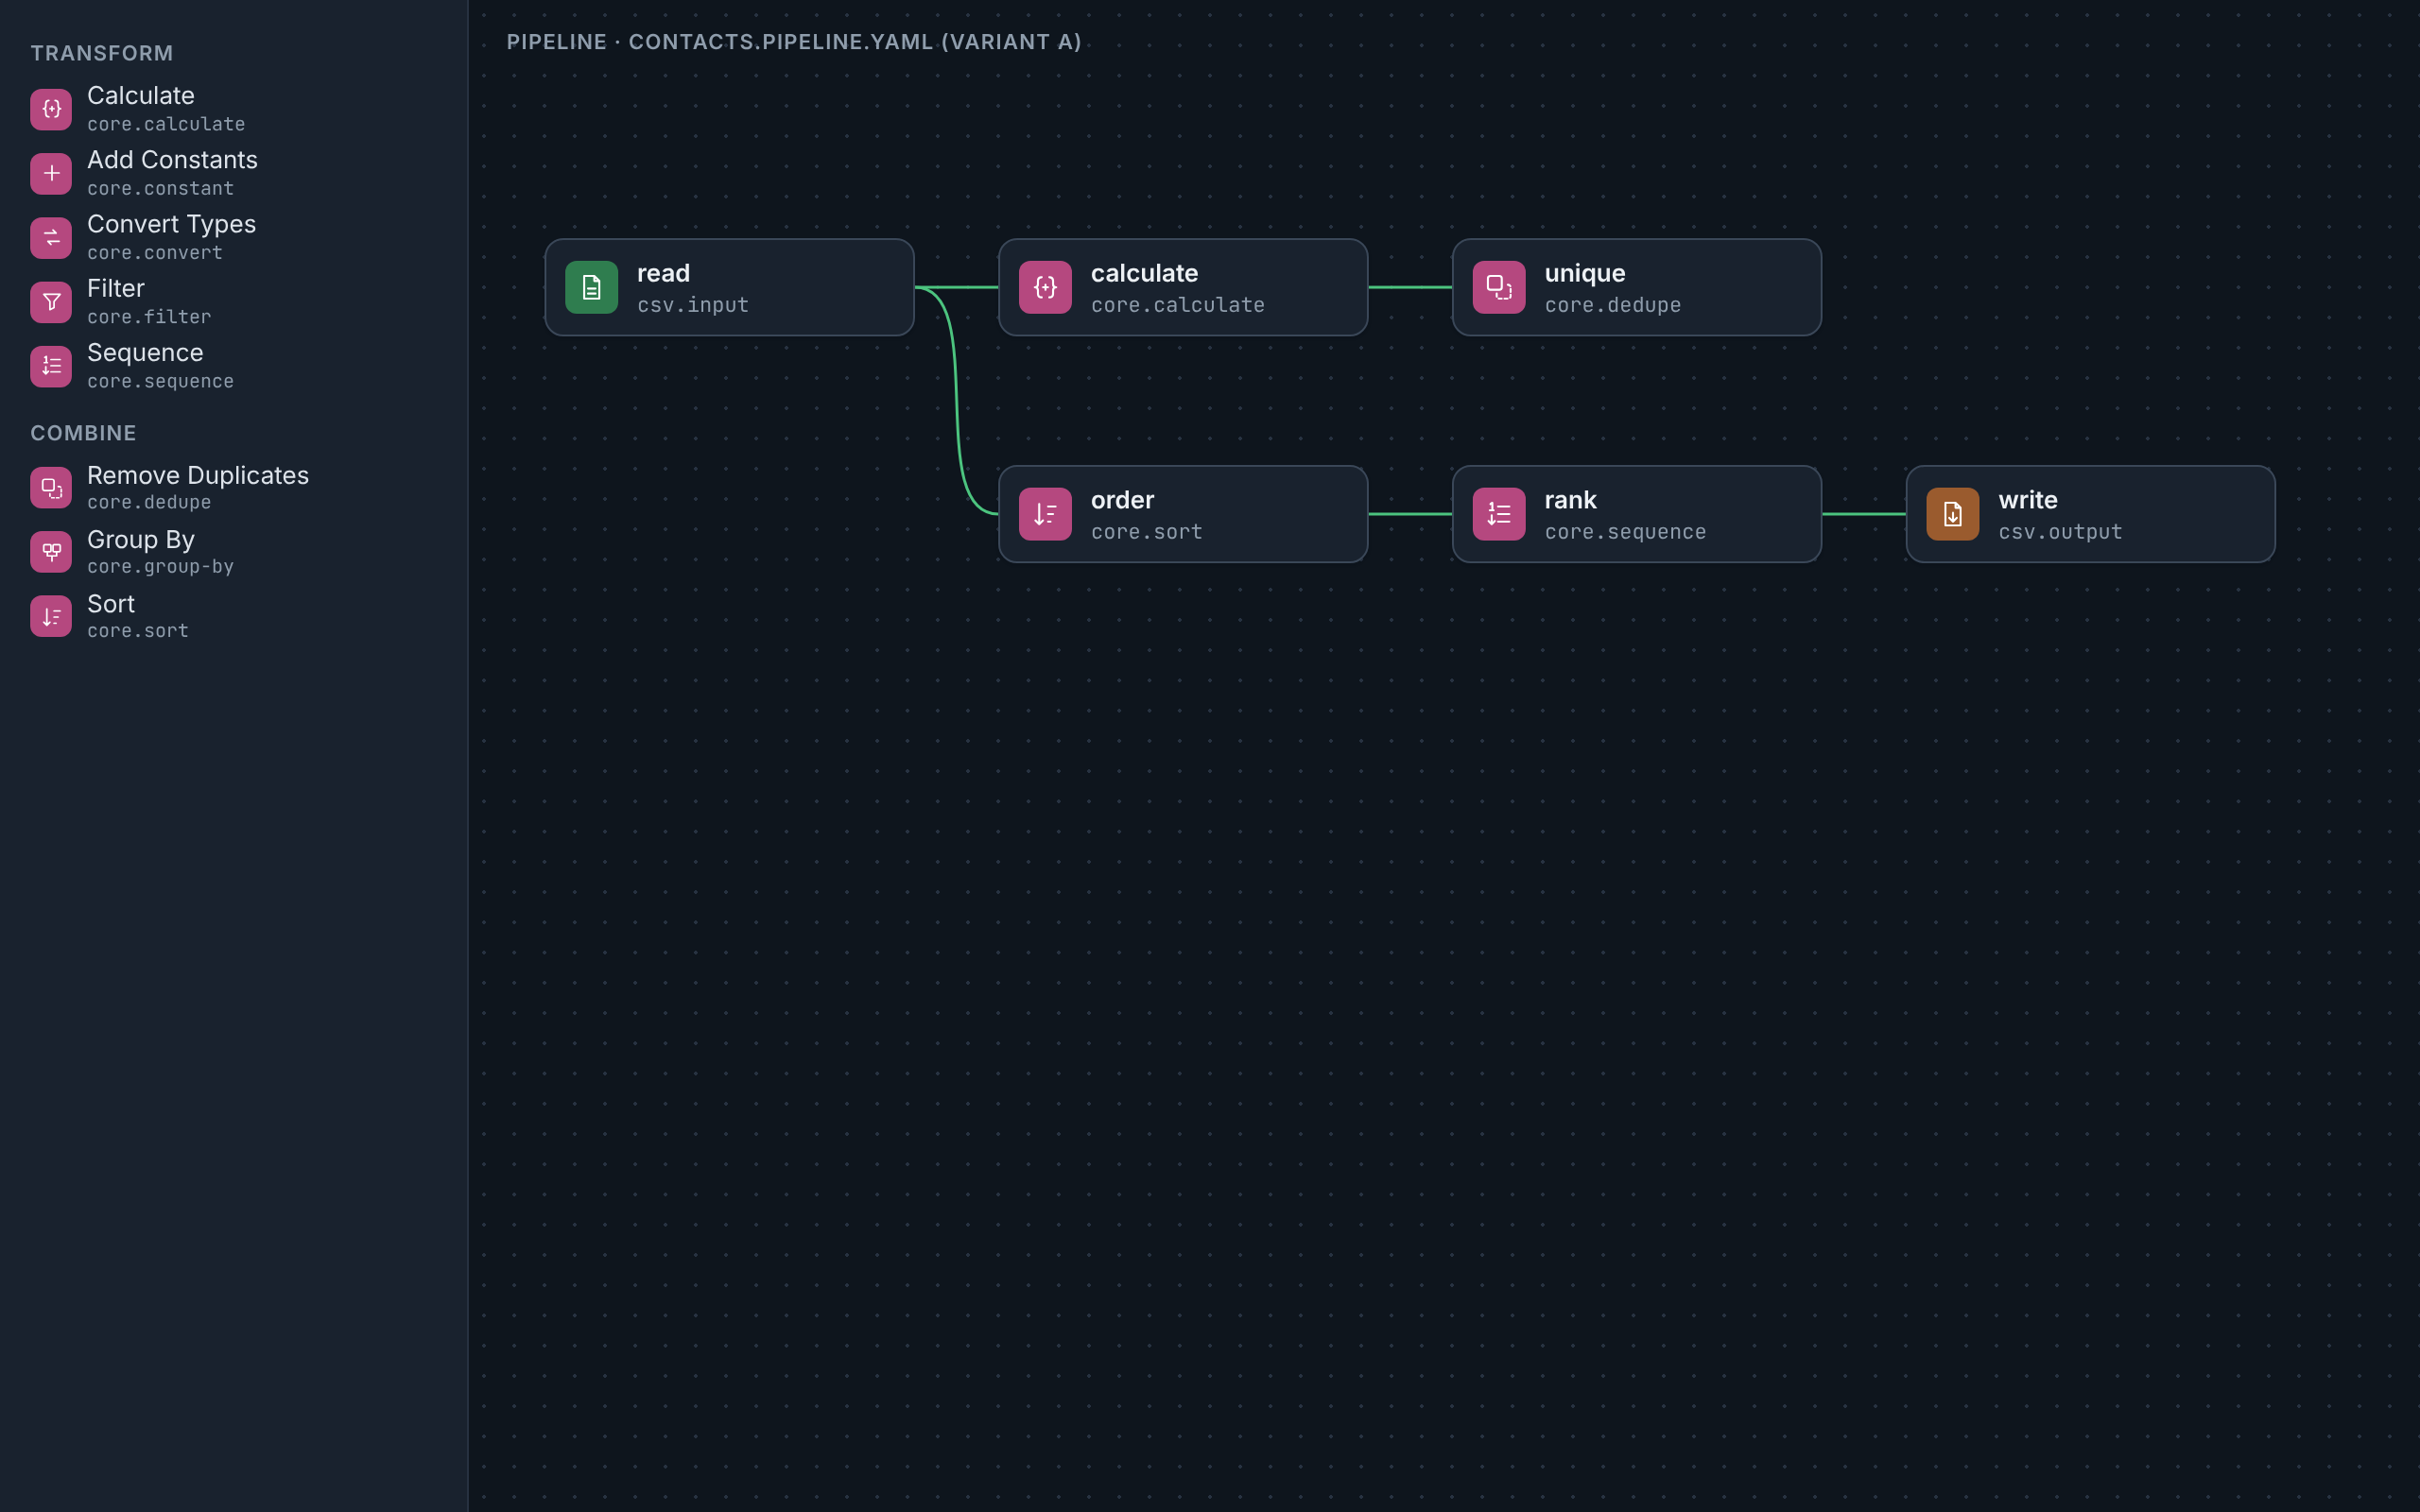 TRANSFORM
Calculate
core.calculate
Add Constants
core.constant
Convert Types
core.convert
Filter
core.filter
Sequence
core.sequence
COMBINE
Remove Duplicates
core.dedupe
Group By
core.group-by
Sort
core.sort
PIPELINE · CONTACTS.PIPELINE.YAML (VARIANT A)
read
csv.input
calculate
core.calculate
unique
core.dedupe
order
core.sort
rank
core.sequence
write
csv.output